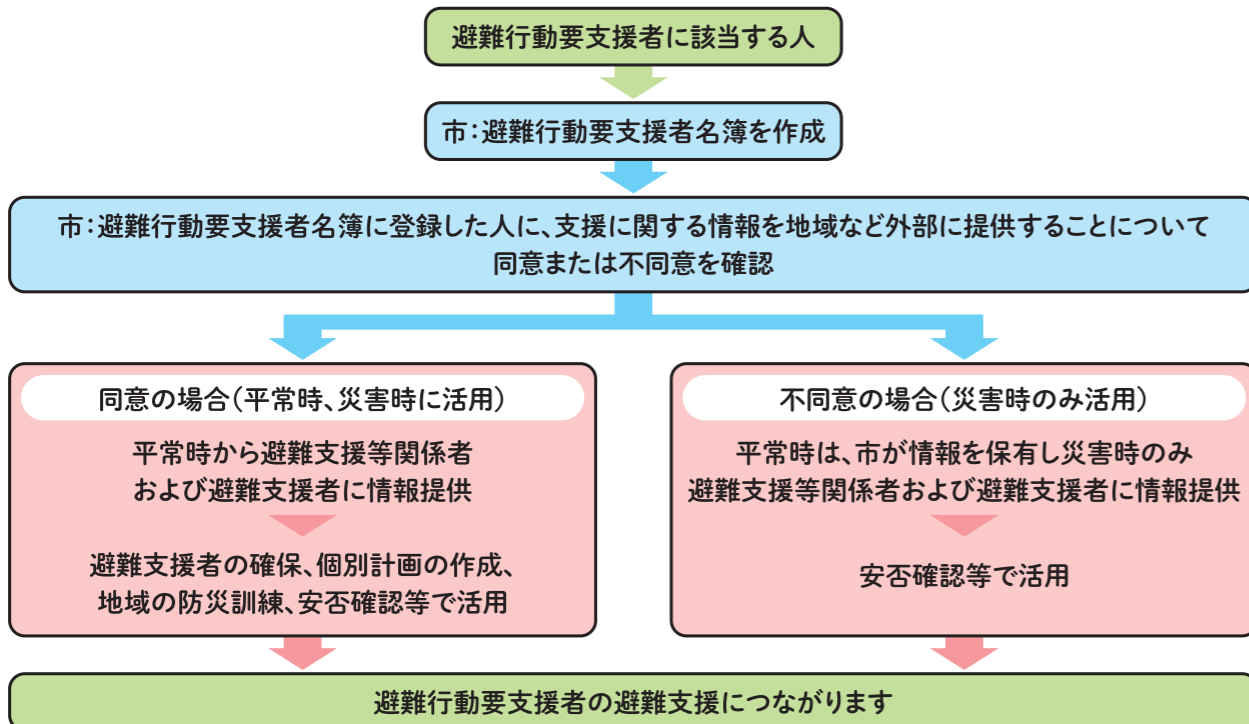 避難行動要支援者に該当する人
市：避難行動要支援者名簿を作成
市：避難行動要支援者名簿に登録した人に、支援に関する情報を地域など外部に提供することについて
同意または不同意を確認
同意の場合（平常時、災害時に活用）
平常時から避難支援等関係者
および避難支援者に情報提供
避難支援者の確保、個別計画の作成、
地域の防災訓練、安否確認等で活用
不同意の場合（災害時のみ活用）
平常時は、市が情報を保有し災害時のみ
避難支援等関係者および避難支援者に情報提供
安否確認等で活用
避難行動要支援者の避難支援につながります